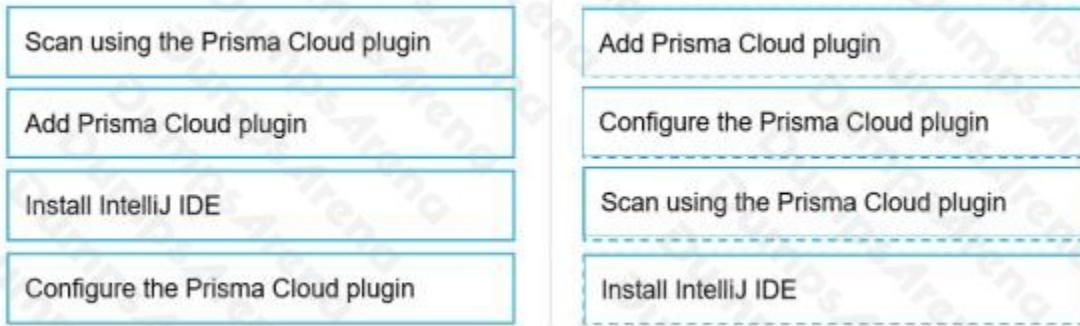 Scan using the Prisma Cloud plugin
Add Prisma Cloud plugin
Install IntelliJ IDE
Configure the Prisma Cloud plugin
Add Prisma Cloud plugin
Configure the Prisma Cloud plugin
Scan using the Prisma Cloud plugin
Install IntelliJ IDE
DumpsArena